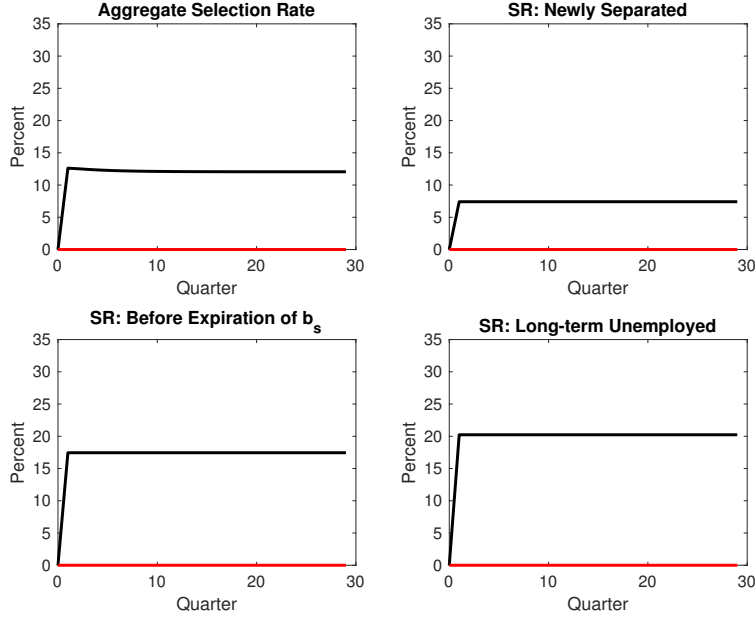 Aggregate Selection Rate
35
30
25
20
15
10
5
0
Percent
0 10 20 30
Quarter
SR: Newly Separated
35
30
25
20
15
10
5
0
Percent
0 10 20 30
Quarter
SR: Before Expiration of b_s
35
30
25
20
15
10
5
0
Percent
0 10 20 30
Quarter
SR: Long-term Unemployed
35
30
25
20
15
10
5
0
Percent
0 10 20 30
Quarter